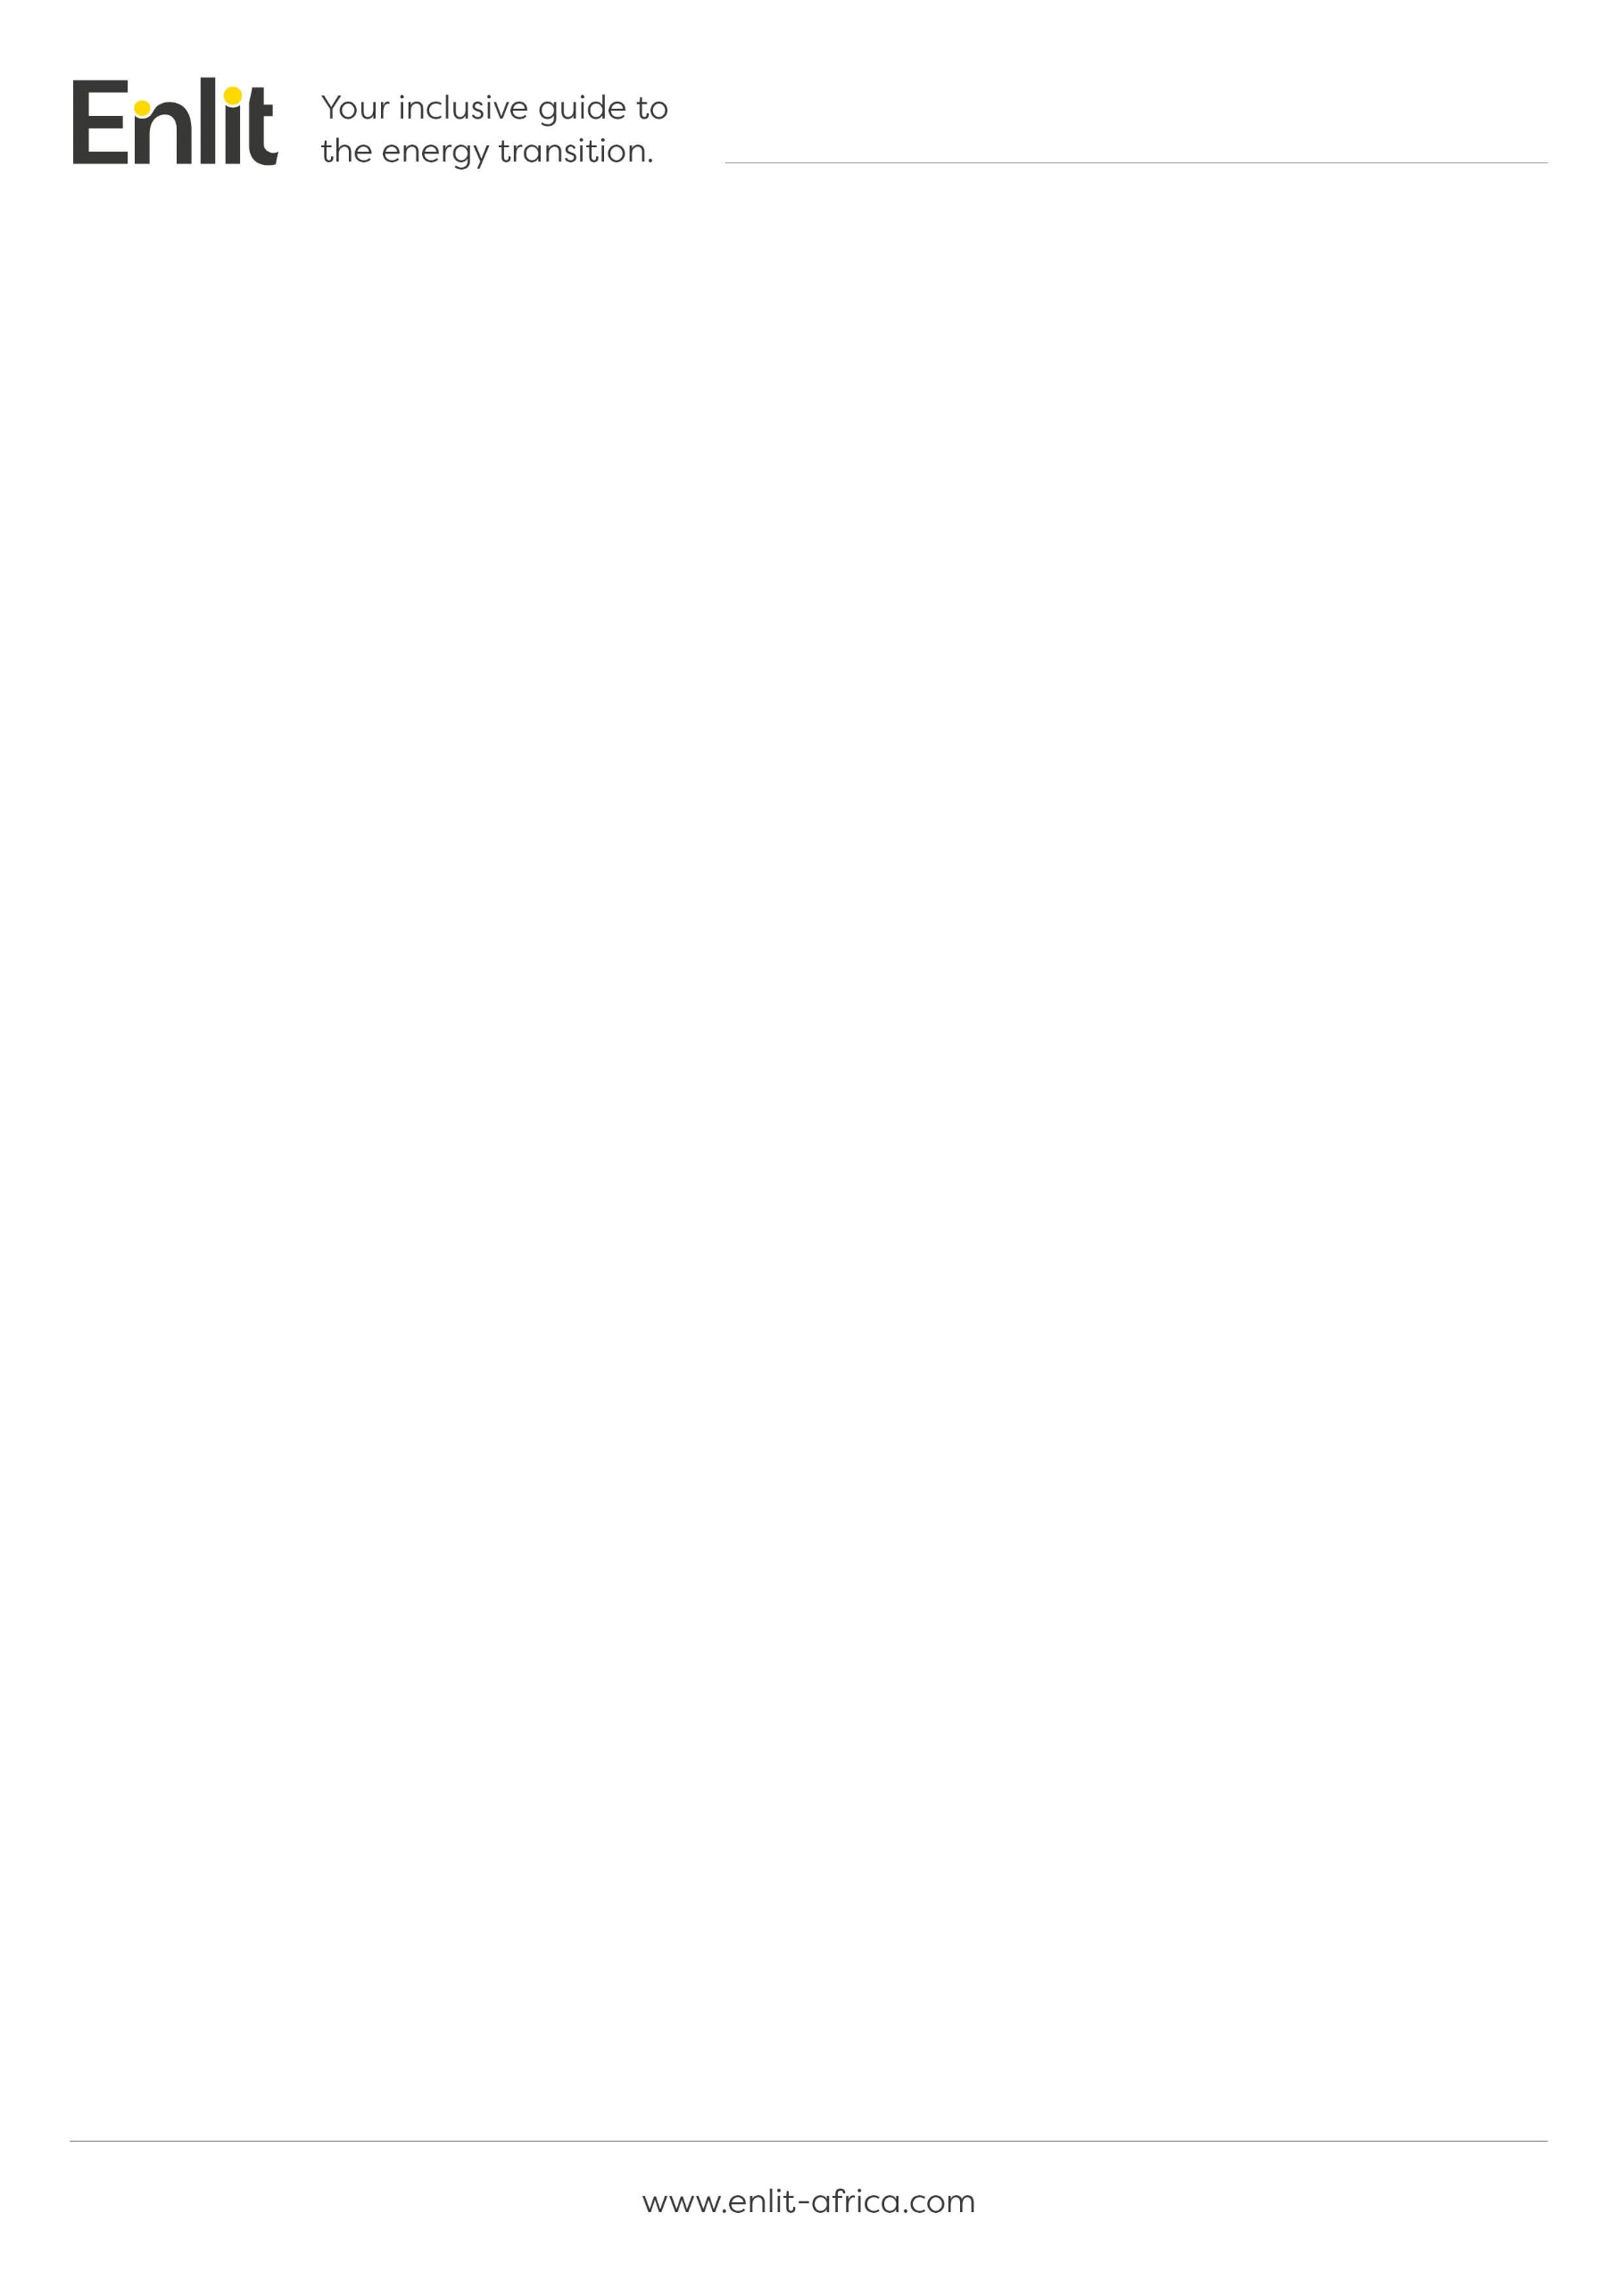 Enlit
Your inclusive guide to
the energy transition.
www.enlit-africa.com